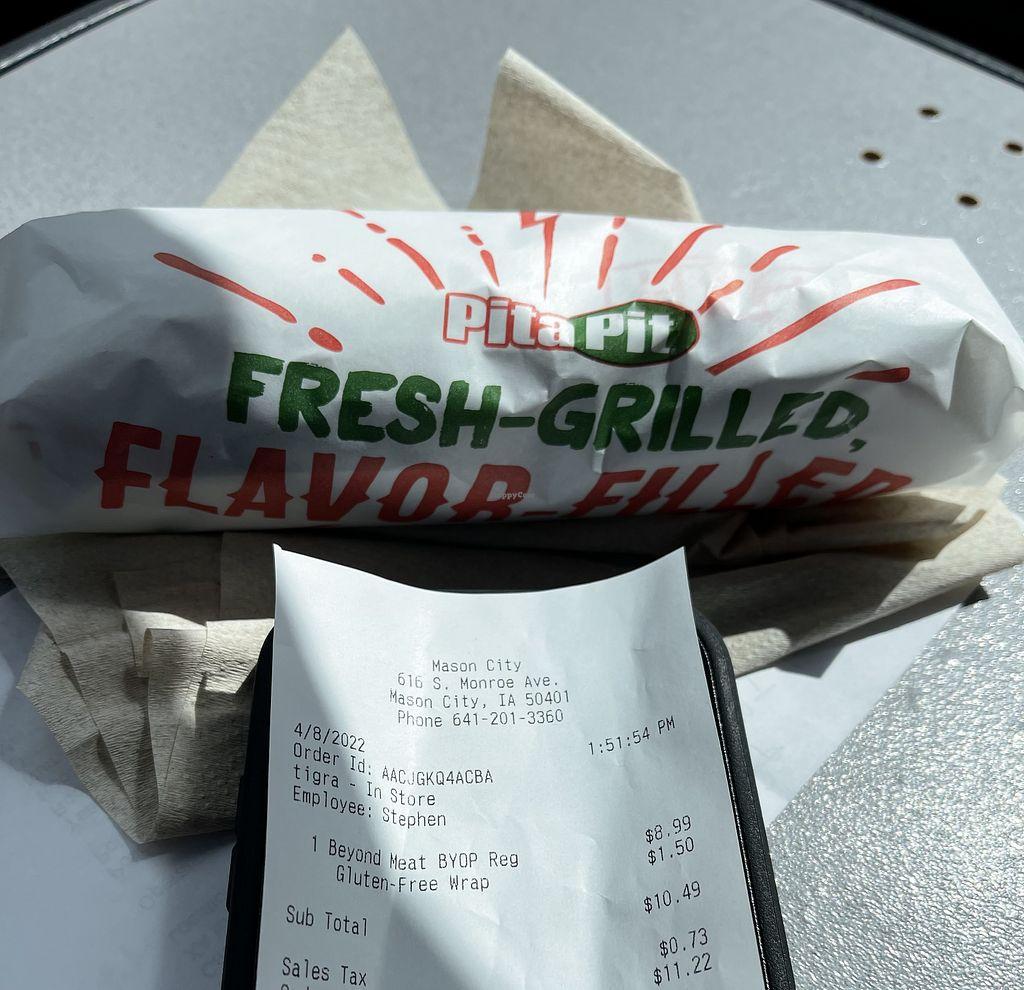 Pita Pit
FRESH-GRILLED,
FLAVOR-FILLED
Mason City
616 S. Monroe Ave.
Mason City, IA 50401
Phone 641-201-3360
4/8/2022 1:51:54 PM
Order Id: AACJGKQ4ACBA
tigra - In Store
Employee: Stephen
1 Beyond Meat BYOP Reg $8.99
Gluten-Free Wrap $1.50
Sub Total $10.49
Sales Tax $0.73
$11.22